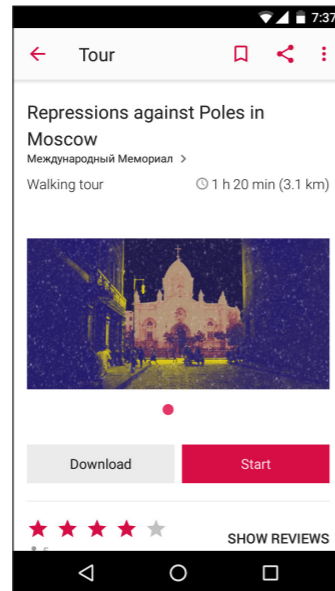 7:37
Tour
Repressions against Poles in
Moscow
Международный Мемориал >
Walking tour
1 h 20 min (3.1 km)
Download
Start
SHOW REVIEWS